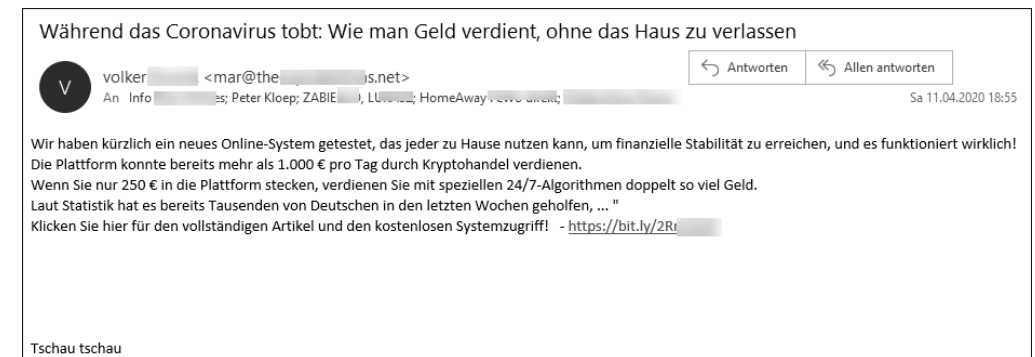 Während das Coronavirus tobt: Wie man Geld verdient, ohne das Haus zu verlassen
Antworten
Allen antworten
V
volker <mar@the s.net>
An Info es; Peter Kloep; ZABIE , ; HomeAway
Sa 11.04.2020 18:55
Wir haben kürzlich ein neues Online-System getestet, das jeder zu Hause nutzen kann, um finanzielle Stabilität zu erreichen, und es funktioniert wirklich!
Die Plattform konnte bereits mehr als 1.000 € pro Tag durch Kryptohandel verdienen.
Wenn Sie nur 250 € in die Plattform stecken, verdienen Sie mit speziellen 24/7-Algorithmen doppelt so viel Geld.
Laut Statistik hat es bereits Tausenden von Deutschen in den letzten Wochen geholfen, ... "
Klicken Sie hier für den vollständigen Artikel und den kostenlosen Systemzugriff! - https://bit.ly/2R
Tschau tschau